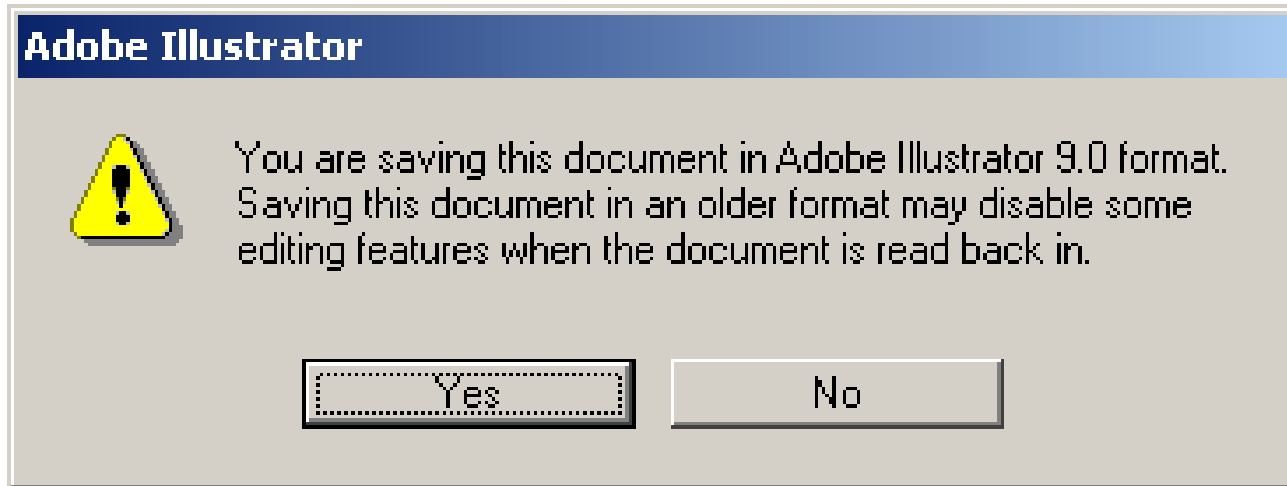 Adobe Illustrator
You are saving this document in Adobe Illustrator 9.0 format.
Saving this document in an older format may disable some
editing features when the document is read back in.
Yes
No